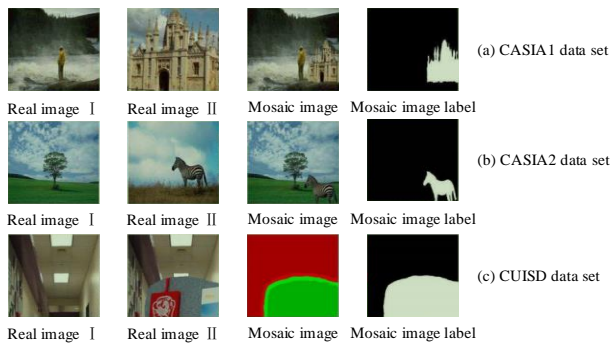 (a) CASIA1 data set
Real image Ⅰ Real image Ⅱ Mosaic image Mosaic image label
(b) CASIA2 data set
Real image Ⅰ Real image Ⅱ Mosaic image Mosaic image label
(c) CUISD data set
Real image Ⅰ Real image Ⅱ Mosaic image Mosaic image label